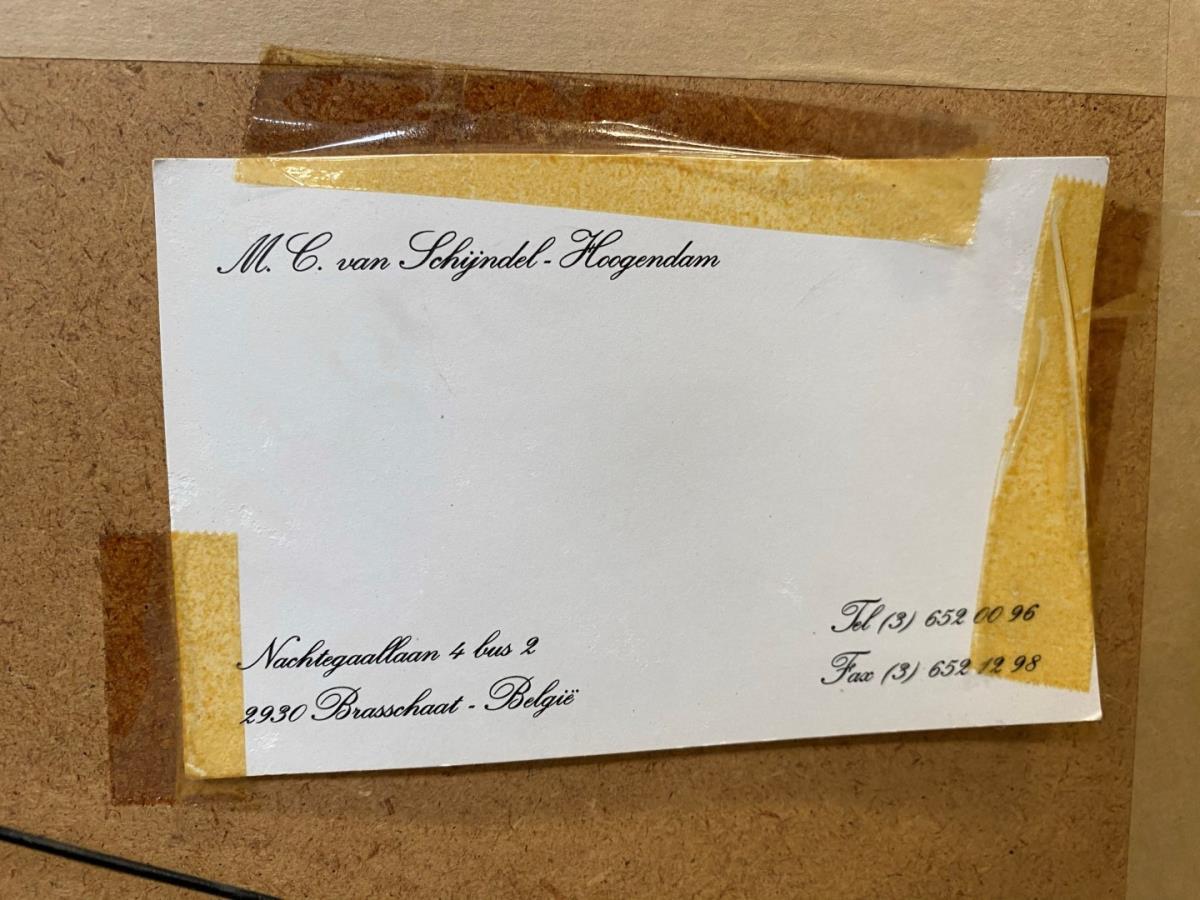 M. C. van Schijndel - Hoogendam
Nachtegaallaan 4 bus 2
2930 Brasschaat - België
Tel (3) 652 00 96
Fax (3) 652 12 98